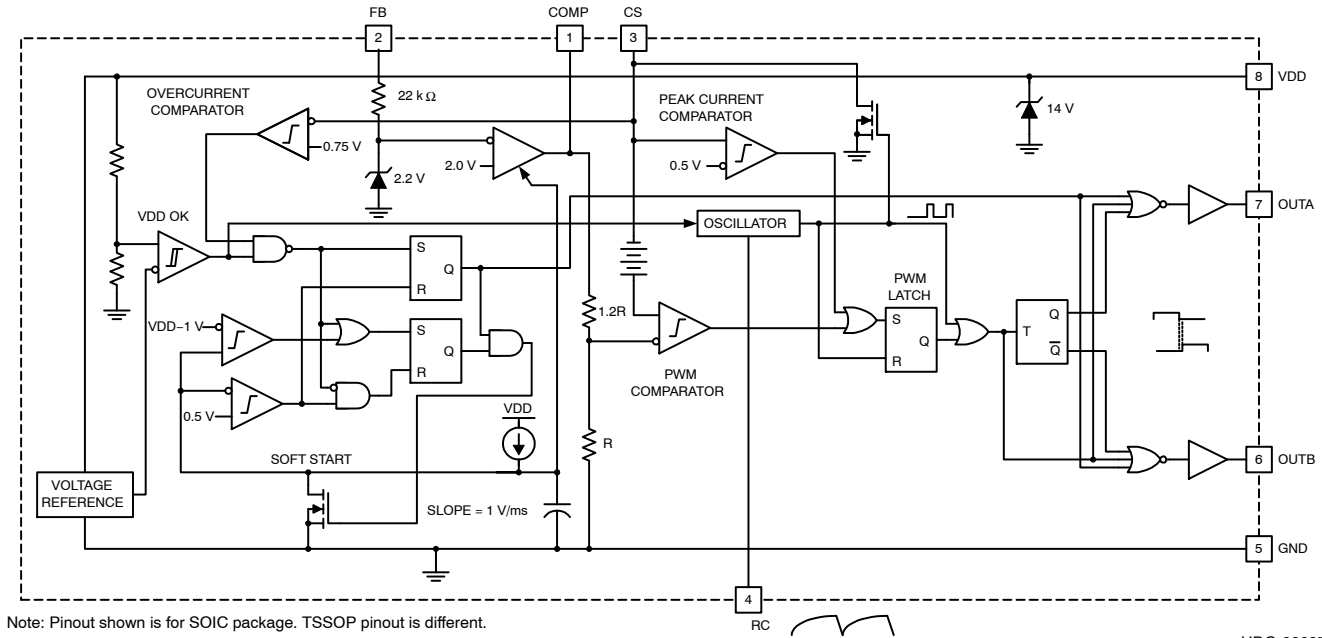 FB
COMP
CS
2
1
3
8
VDD
OVERCURRENT
COMPARATOR
22 k Ω
PEAK CURRENT
COMPARATOR
14 V
0.75 V
2.0 V
0.5 V
2.2 V
VDD OK
7
OUTA
OSCILLATOR
S
Q
R
PWM
LATCH
1.2R
VDD−1 V
S
Q
R
S
Q
R
T
Q
Q̅
PWM
COMPARATOR
0.5 V
VDD
R
SOFT START
6
OUTB
VOLTAGE
REFERENCE
SLOPE = 1 V/ms
5
GND
4
RC
Note: Pinout shown is for SOIC package. TSSOP pinout is different.